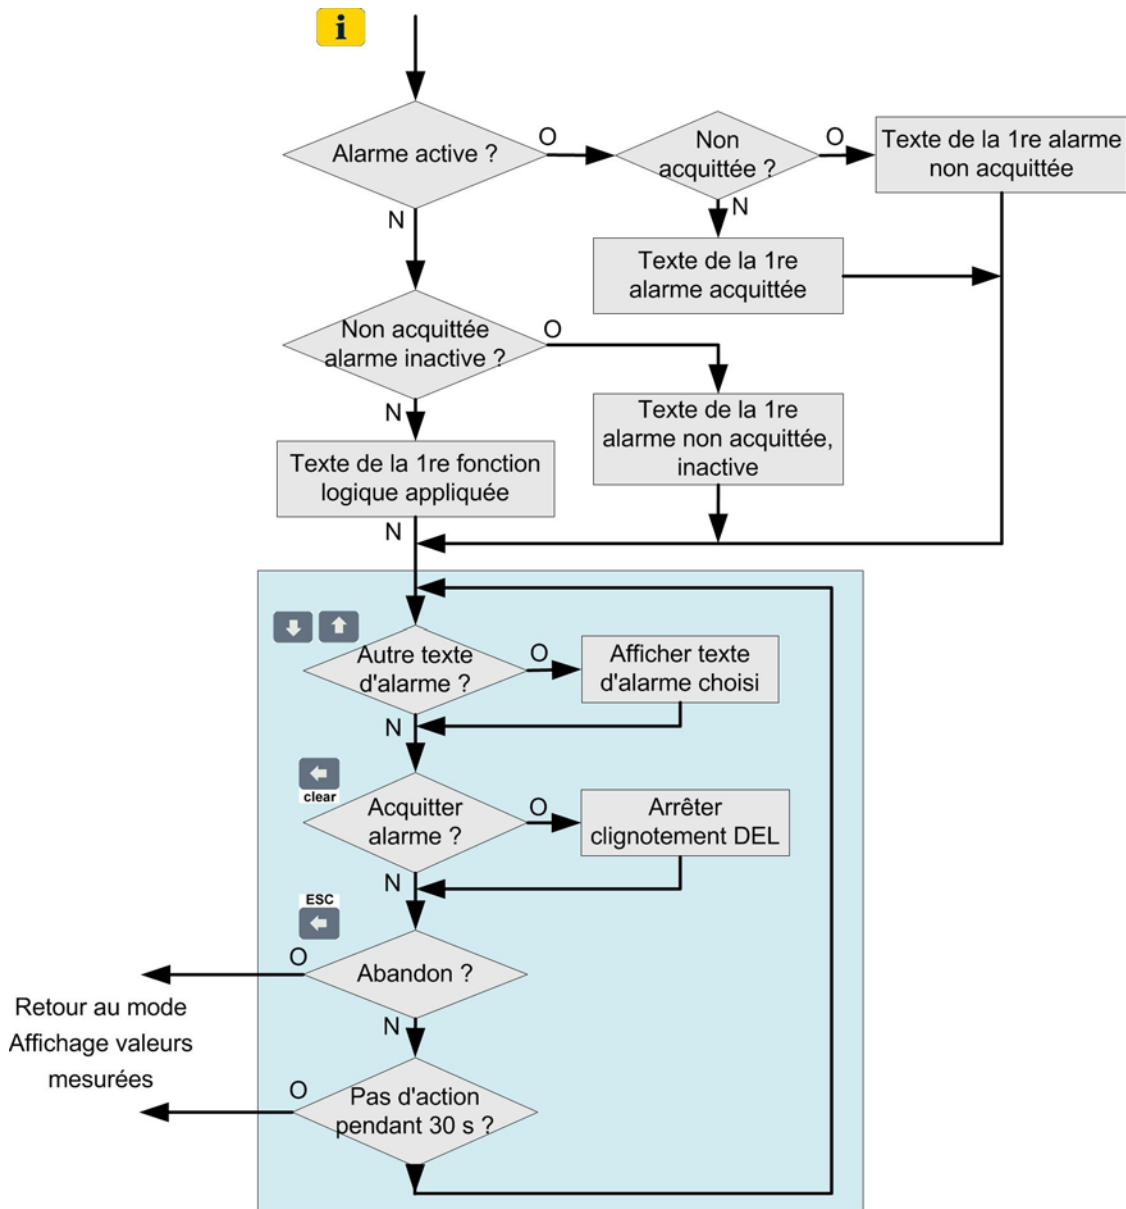 i
Alarme active ?
O
Non
acquittée ?
O
Texte de la 1re alarme
non acquittée
N
N
Texte de la 1re
alarme acquittée
Non acquittée
alarme inactive ?
O
N
Texte de la 1re
alarme non acquittée,
inactive
Texte de la 1re fonction
logique appliquée
N
Autre texte
d'alarme ?
O
Afficher texte
d'alarme choisi
N
clear
Acquitter
alarme ?
O
Arrêter
clignotement DEL
N
ESC
O
Abandon ?
Retour au mode
Affichage valeurs
mesurées
N
O
Pas d'action
pendant 30 s ?